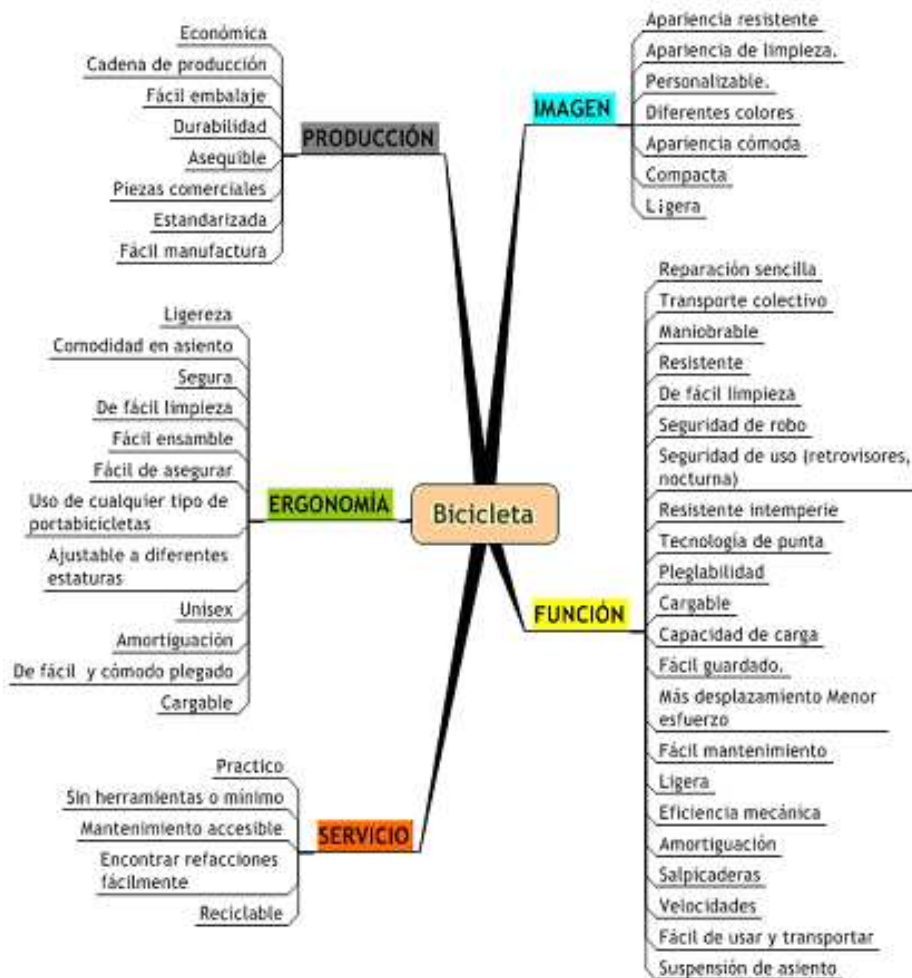 Bicicleta
PRODUCCIÓN
Económica
Cadena de producción
Fácil embalaje
Durabilidad
Asequible
Piezas comerciales
Estandarizada
Fácil manufactura
IMAGEN
Apariencia resistente
Apariencia de limpieza.
Personalizable.
Diferentes colores
Apariencia cómoda
Compacta
Ligera
ERGONOMÍA
Ligereza
Comodidad en asiento
Segura
De fácil limpieza
Fácil ensamble
Fácil de asegurar
Uso de cualquier tipo de
portabicicletas
Ajustable a diferentes
estaturas
Unisex
Amortiguación
De fácil y cómodo plegado
Cargable
FUNCIÓN
Reparación sencilla
Transporte colectivo
Maniobrable
Resistente
De fácil limpieza
Seguridad de robo
Seguridad de uso (retrovisores,
nocturna)
Resistente intemperie
Tecnología de punta
Pleglabilidad
Cargable
Capacidad de carga
Fácil guardado.
Más desplazamiento Menor
esfuerzo
Fácil mantenimiento
Ligera
Eficiencia mecánica
Amortiguación
Salpicaderas
Velocidades
Fácil de usar y transportar
Suspensión de asiento
SERVICIO
Practico
Sin herramientas o mínimo
Mantenimiento accesible
Encontrar refacciones
fácilmente
Reciclable